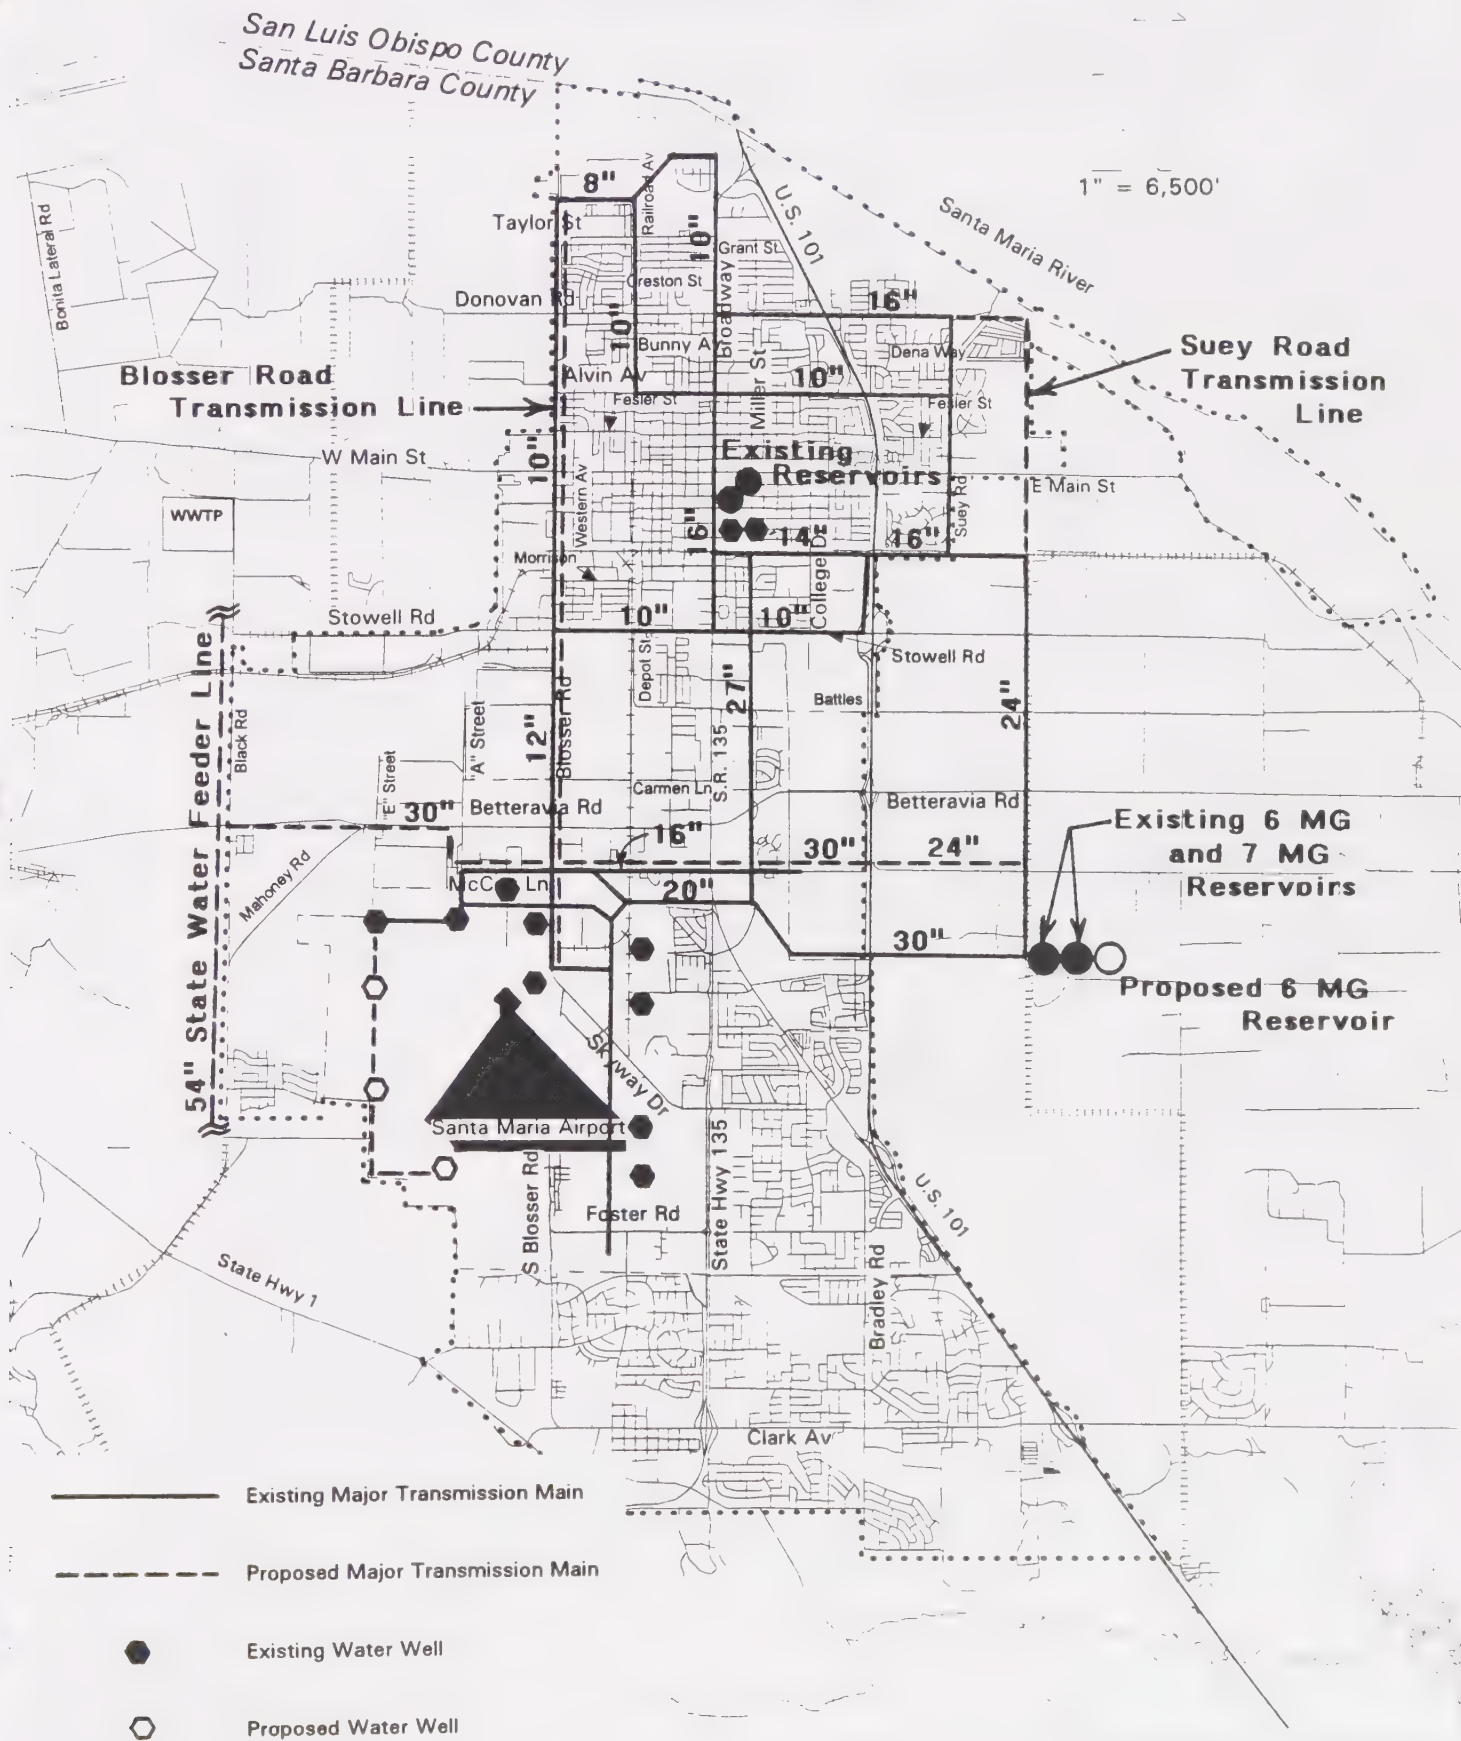 San Luis Obispo County
Santa Barbara County
1" = 6,500'
Santa Maria River
U.S. 101
Bonita Lateral Rd
8"
Railroad Av
10"
Taylor St
Grant St
Creston St
Donovan Rd
Broadway
16"
10"
Bunny A
Dena Way
Miller St
Suey Road
Transmission
Line
Blosser Road
Transmission Line
Alvin Av
10"
Fesler St
Fesler St
W Main St
10"
Western Av
Existing
Reservoirs
Suey Rd
E Main St
WWTP
16"
14"
College Dr
16"
Morrison
Stowell Rd
10"
10"
Stowell Rd
54" State Water Feeder Line
Black Rd
"E" Street
"A" Street
12"
Blosser Rd
Depot St
27"
S.R. 135
Battles
24"
Carmen Ln
30"
Betteravia Rd
Betteravia Rd
16"
30"
24"
Existing 6 MG
and 7 MG
Reservoirs
Mahoney Rd
McC Ln
20"
30"
Proposed 6 MG
Reservoir
Skyway Dr
Santa Maria Airport
S Blosser Rd
State Hwy 135
Foster Rd
U.S. 101
Bradley Rd
State Hwy 1
Clark Av
Existing Major Transmission Main
Proposed Major Transmission Main
Existing Water Well
Proposed Water Well